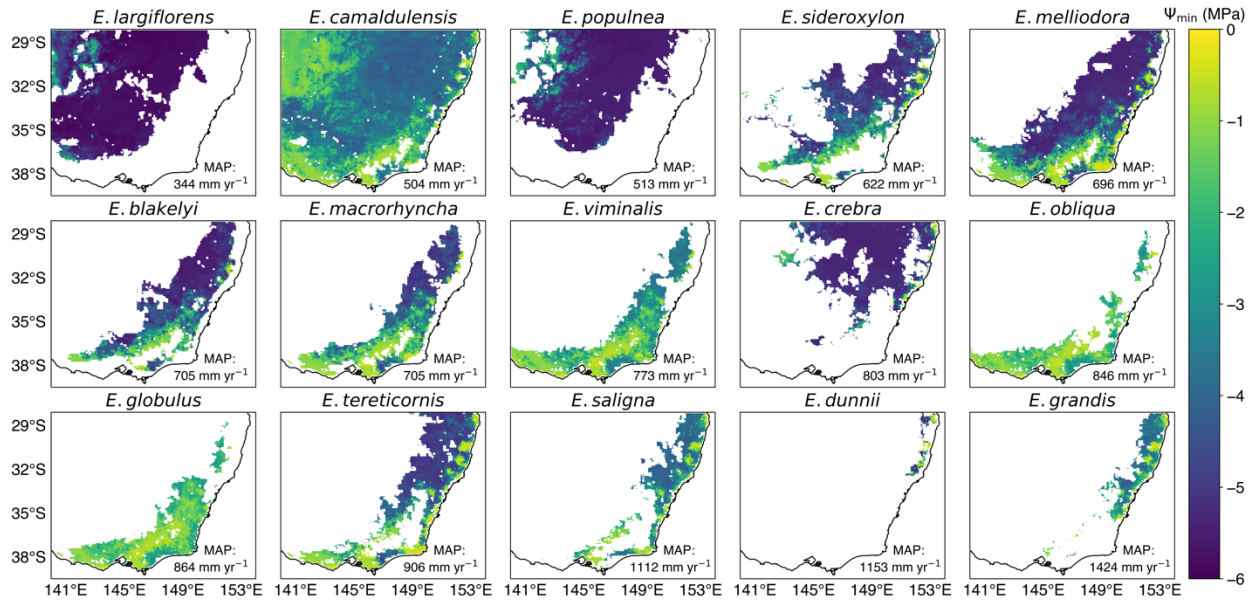 E. largiflorens E. camaldulensis E. populnea E. sideroxylon E. melliodora Ψmin (MPa)
29°S 0
32°S
35°S −1
38°S
MAP: MAP: MAP: MAP: MAP:
344 mm yr⁻¹ 504 mm yr⁻¹ 513 mm yr⁻¹ 622 mm yr⁻¹ 696 mm yr⁻¹
E. blakelyi E. macrorhyncha E. viminalis E. crebra E. obliqua −2
29°S
32°S −3
35°S
38°S
MAP: MAP: MAP: MAP: MAP:
705 mm yr⁻¹ 705 mm yr⁻¹ 773 mm yr⁻¹ 803 mm yr⁻¹ 846 mm yr⁻¹
E. globulus E. tereticornis E. saligna E. dunnii E. grandis −4
29°S
32°S −5
35°S
38°S
MAP: MAP: MAP: MAP: MAP:
864 mm yr⁻¹ 906 mm yr⁻¹ 1112 mm yr⁻¹ 1153 mm yr⁻¹ 1424 mm yr⁻¹
−6
141°E 145°E 149°E 153°E 141°E 145°E 149°E 153°E 141°E 145°E 149°E 153°E 141°E 145°E 149°E 153°E 141°E 145°E 149°E 153°E